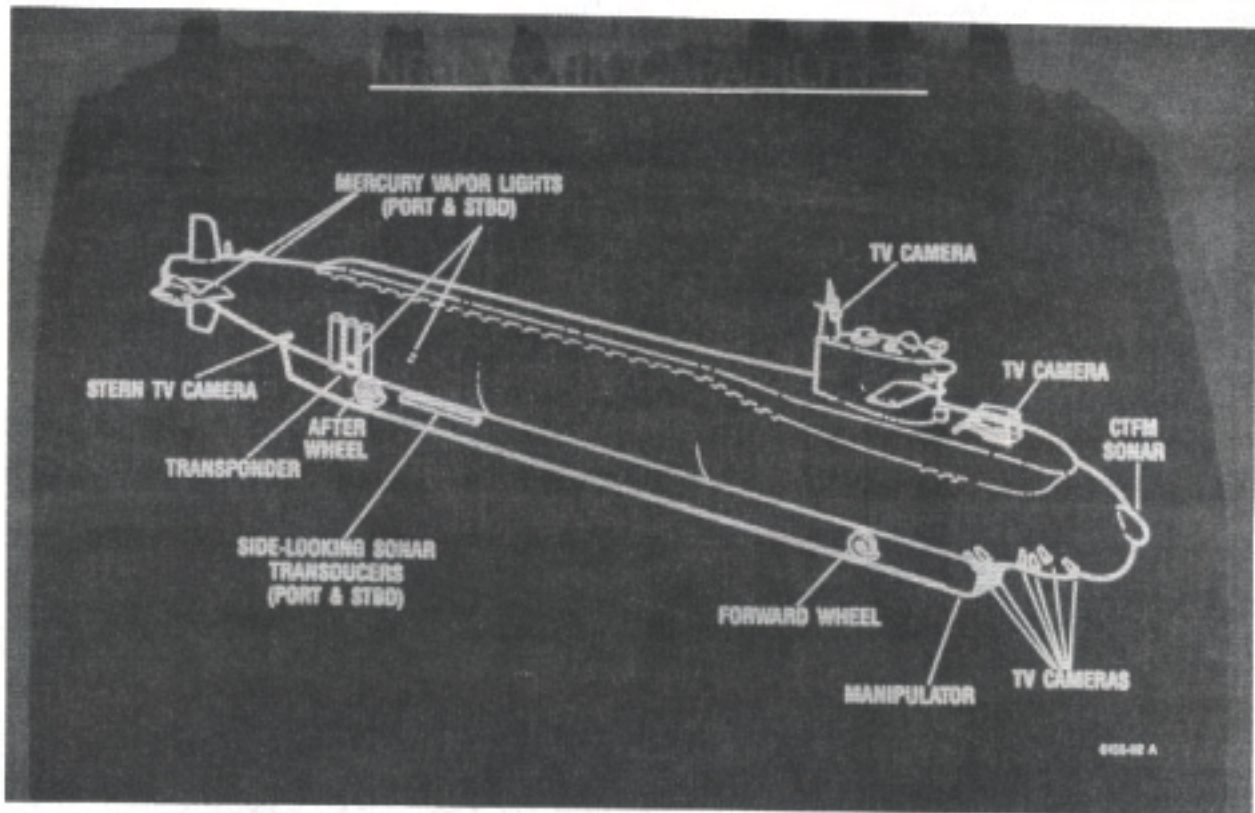 MERCURY VAPOR LIGHTS
(PORT & STBD)
TV CAMERA
TV CAMERA
STERN TV CAMERA
AFTER
WHEEL
CTFM
SONAR
TRANSPONDER
SIDE-LOOKING SONAR
TRANSDUCERS
(PORT & STBD)
FORWARD WHEEL
MANIPULATOR
TV CAMERAS